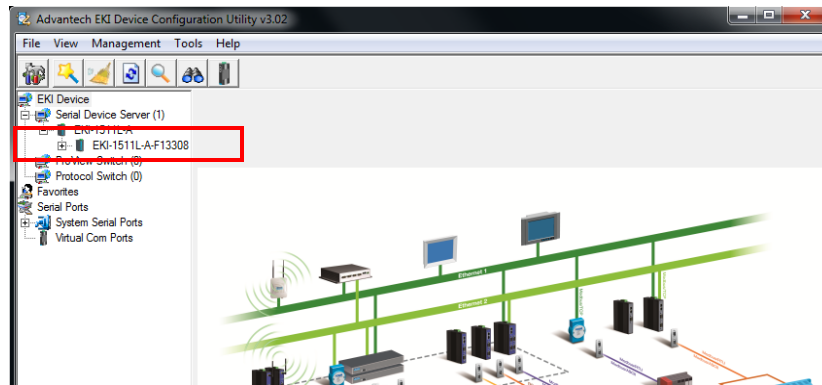 Advantech EKI Device Configuration Utility v3.02
File View Management Tools Help
EKI Device
Serial Device Server (1)
EKI-1511L-A
EKI-1511L-A-F13308
ProView Switch (0)
Protocol Switch (0)
Favorites
Serial Ports
System Serial Ports
Virtual Com Ports
Ethernet 1
Ethernet 2